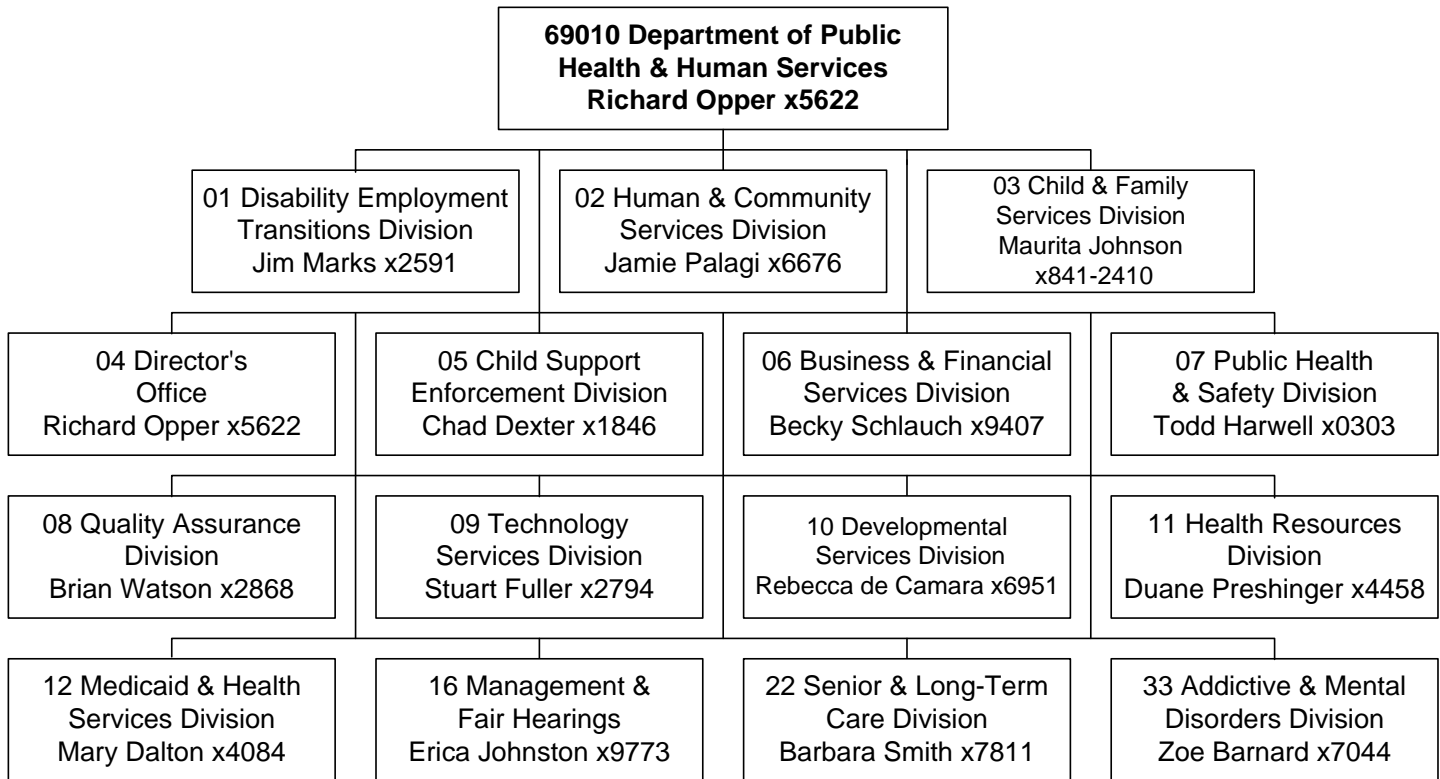 69010 Department of Public
Health & Human Services
Richard Opper x5622
01 Disability Employment
Transitions Division
Jim Marks x2591
02 Human & Community
Services Division
Jamie Palagi x6676
03 Child & Family
Services Division
Maurita Johnson
x841-2410
04 Director's
Office
Richard Opper x5622
05 Child Support
Enforcement Division
Chad Dexter x1846
06 Business & Financial
Services Division
Becky Schlauch x9407
07 Public Health
& Safety Division
Todd Harwell x0303
08 Quality Assurance
Division
Brian Watson x2868
09 Technology
Services Division
Stuart Fuller x2794
10 Developmental
Services Division
Rebecca de Camara x6951
11 Health Resources
Division
Duane Preshinger x4458
12 Medicaid & Health
Services Division
Mary Dalton x4084
16 Management &
Fair Hearings
Erica Johnston x9773
22 Senior & Long-Term
Care Division
Barbara Smith x7811
33 Addictive & Mental
Disorders Division
Zoe Barnard x7044